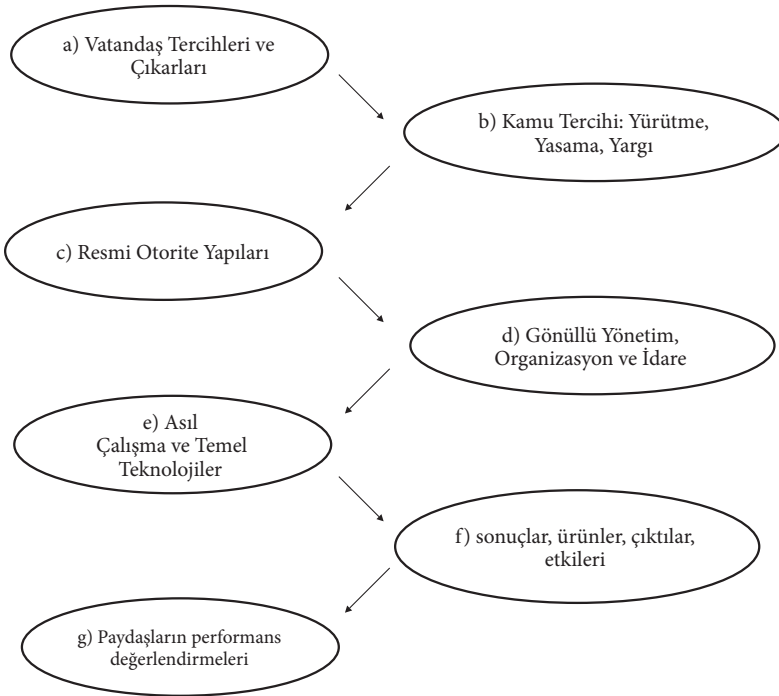 a) Vatandaş Tercihleri ve
Çıkarları
b) Kamu Tercihi: Yürütme,
Yasama, Yargı
c) Resmi Otorite Yapıları
d) Gönüllü Yönetim,
Organizasyon ve İdare
e) Asıl
Çalışma ve Temel
Teknolojiler
f) sonuçlar, ürünler, çıktılar,
etkileri
g) Paydaşların performans
değerlendirmeleri